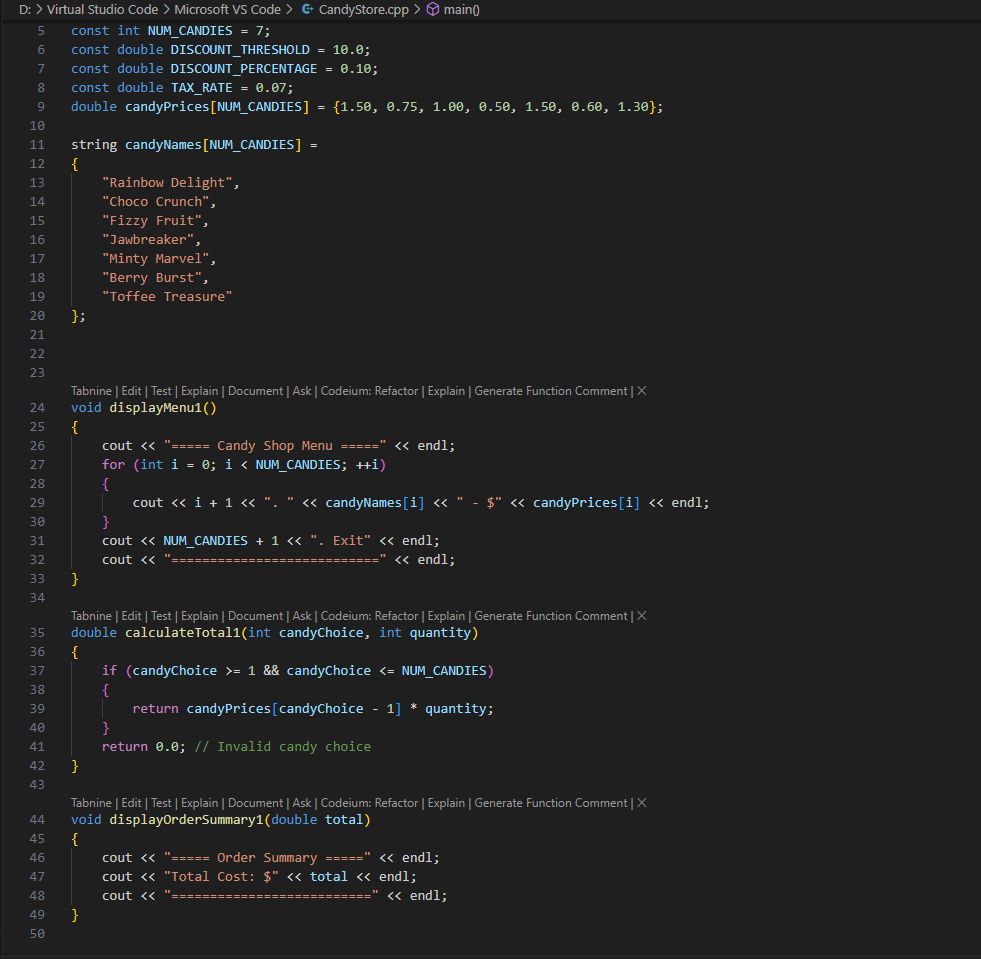 D: > Virtual Studio Code > Microsoft VS Code > CandyStore.cpp > main()
5 const int NUM_CANDIES = 7;
6 const double DISCOUNT_THRESHOLD = 10.0;
7 const double DISCOUNT_PERCENTAGE = 0.10;
8 const double TAX_RATE = 0.07;
9 double candyPrices[NUM_CANDIES] = {1.50, 0.75, 1.00, 0.50, 1.50, 0.60, 1.30};
10
11 string candyNames[NUM_CANDIES] =
12 {
13 "Rainbow Delight",
14 "Choco Crunch",
15 "Fizzy Fruit",
16 "Jawbreaker",
17 "Minty Marvel",
18 "Berry Burst",
19 "Toffee Treasure"
20 };
21
22
23
Tabnine | Edit | Test | Explain | Document | Ask | Codeium: Refactor | Explain | Generate Function Comment | X
24 void displayMenu1()
25 {
26 cout << "===== Candy Shop Menu =====" << endl;
27 for (int i = 0; i < NUM_CANDIES; ++i)
28 {
29 cout << i + 1 << ". " << candyNames[i] << " - $" << candyPrices[i] << endl;
30 }
31 cout << NUM_CANDIES + 1 << ". Exit" << endl;
32 cout << "===========================" << endl;
33 }
34
Tabnine | Edit | Test | Explain | Document | Ask | Codeium: Refactor | Explain | Generate Function Comment | X
35 double calculateTotal1(int candyChoice, int quantity)
36 {
37 if (candyChoice >= 1 && candyChoice <= NUM_CANDIES)
38 {
39 return candyPrices[candyChoice - 1] * quantity;
40 }
41 return 0.0; // Invalid candy choice
42 }
43
Tabnine | Edit | Test | Explain | Document | Ask | Codeium: Refactor | Explain | Generate Function Comment | X
44 void displayOrderSummary1(double total)
45 {
46 cout << "===== Order Summary =====" << endl;
47 cout << "Total Cost: $" << total << endl;
48 cout << "==========================" << endl;
49 }
50